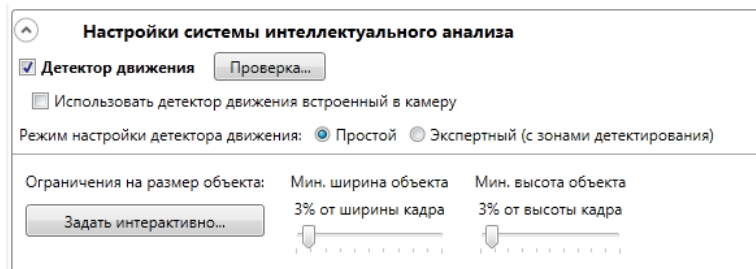 Настройки системы интеллектуального анализа
Детектор движения Проверка...
Использовать детектор движения встроенный в камеру
Режим настройки детектора движения: Простой Экспертный (с зонами детектирования)
Ограничения на размер объекта: Мин. ширина объекта Мин. высота объекта
3% от ширины кадра 3% от высоты кадра
Задать интерактивно...